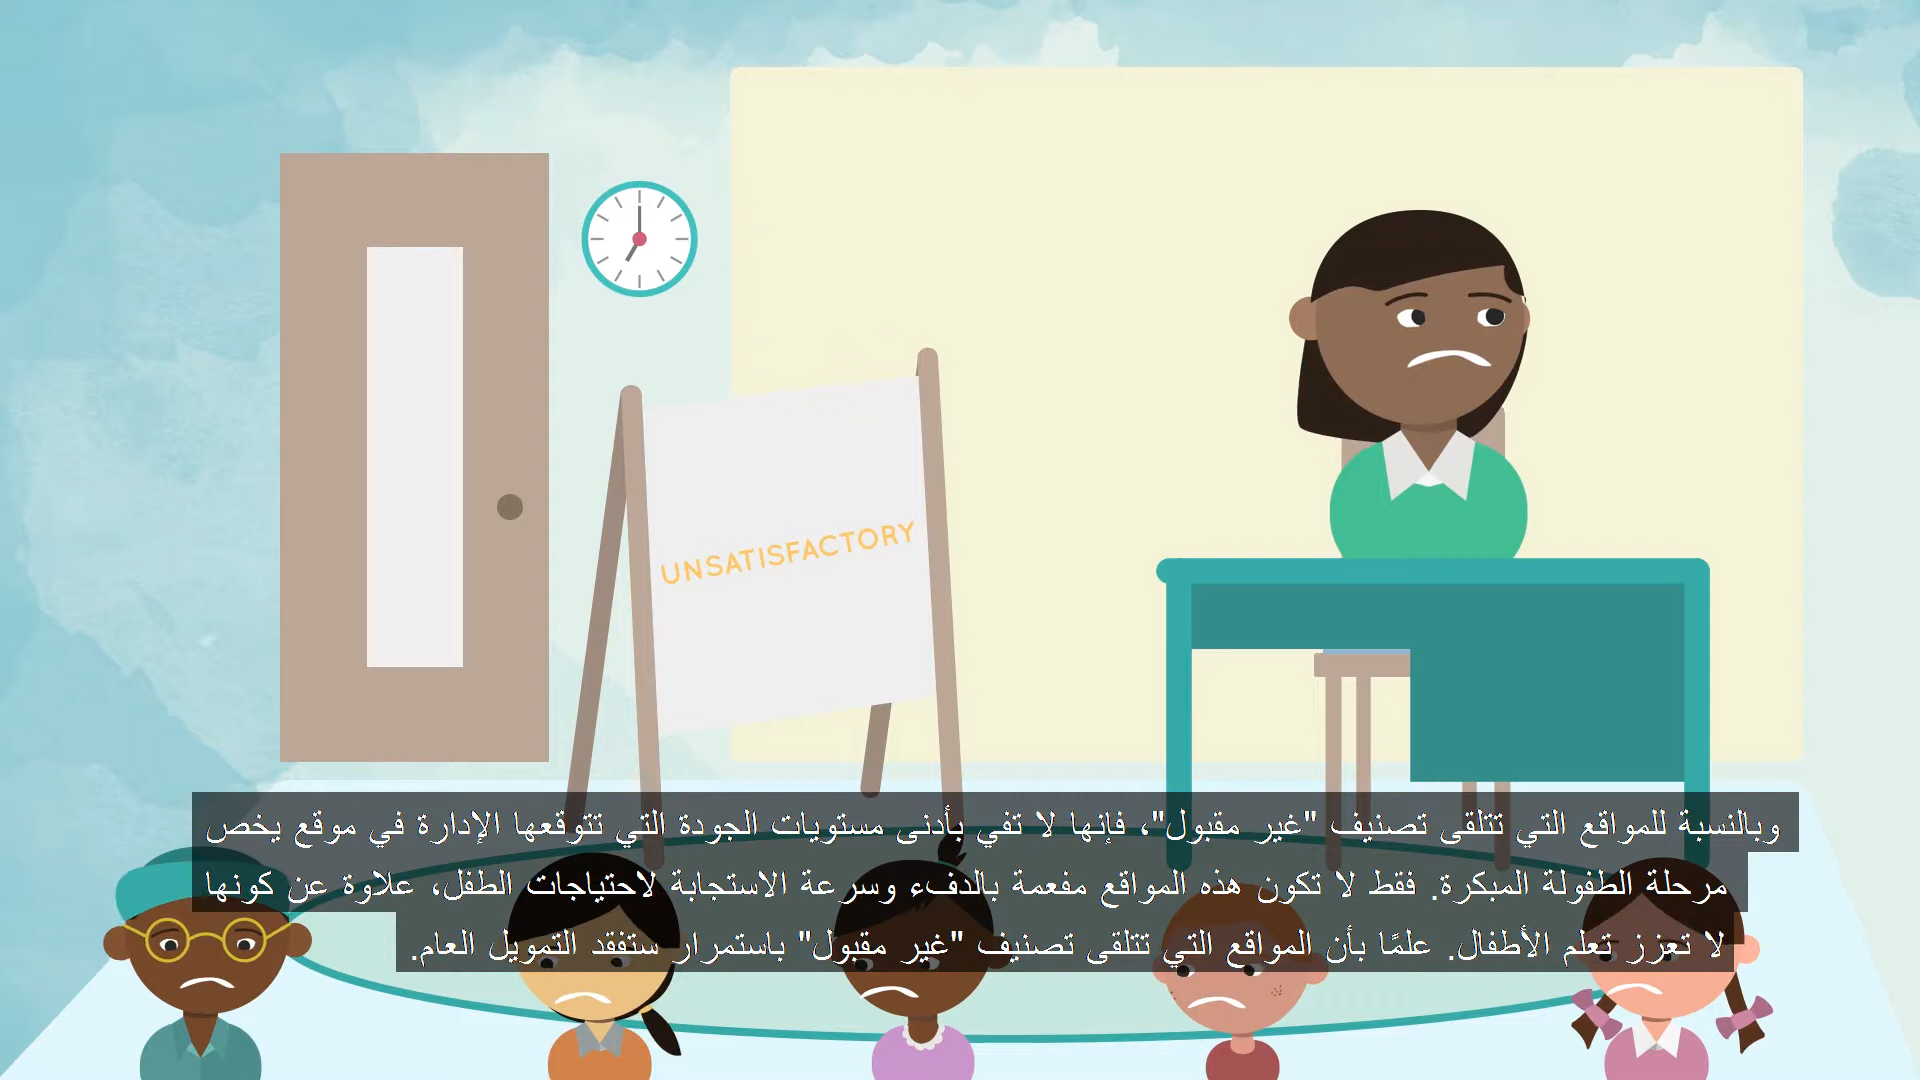 UNSATISFACTORY
وبالنسبة للمواقع التي تتلقى تصنيف "غير مقبول"، فإنها لا تفي بأدنى مستويات الجودة التي تتوقعها الإدارة في موقع يخص
مرحلة الطفولة المبكرة. فقط لا تكون هذه المواقع مفعمة بالدفء وسرعة الاستجابة لاحتياجات الطفل، علاوة عن كونها
لا تعزز تعلم الأطفال. علمًا بأن المواقع التي تتلقى تصنيف "غير مقبول" باستمرار ستفقد التمويل العام.